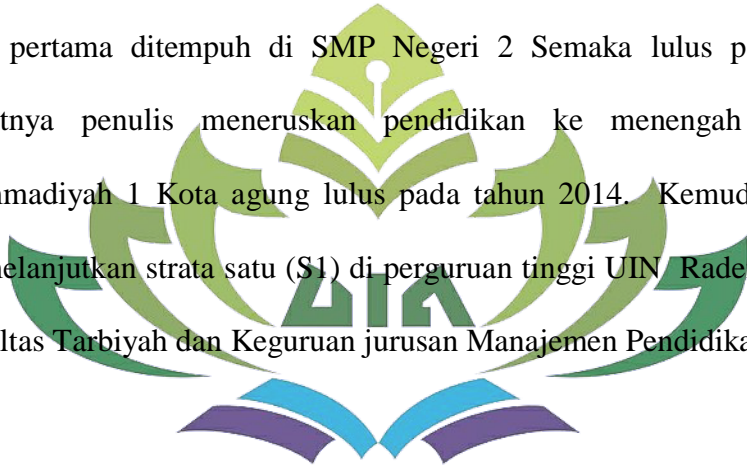 pertama ditempuh di SMP Negeri 2 Semaka lulus p
tnya penulis meneruskan pendidikan ke menengah
madiyah 1 Kota agung lulus pada tahun 2014. Kemud
elanjutkan strata satu (S1) di perguruan tinggi UIN Rade
ltas Tarbiyah dan Keguruan jurusan Manajemen Pendidika